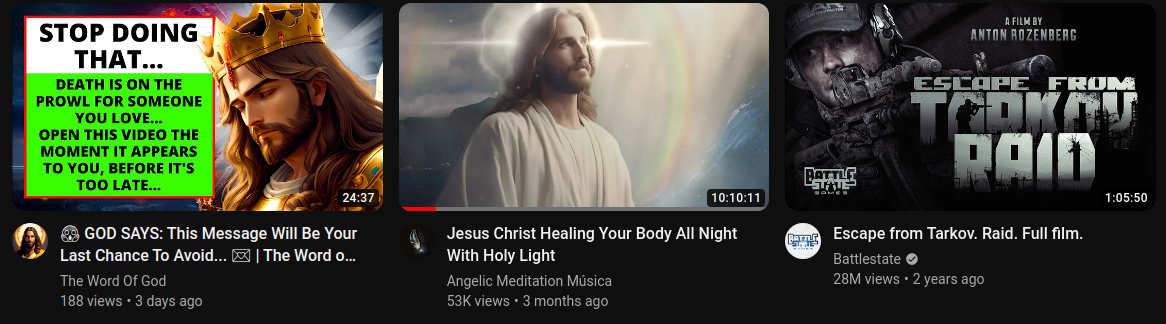 STOP DOING
THAT...
DEATH IS ON THE
PROWL FOR SOMEONE
YOU LOVE...
OPEN THIS VIDEO THE
MOMENT IT APPEARS
TO YOU, BEFORE IT'S
TOO LATE...
24:37
😱 GOD SAYS: This Message Will Be Your
Last Chance To Avoid... ✉️ | The Word o...
The Word Of God
188 views • 3 days ago
10:10:11
Jesus Christ Healing Your Body All Night
With Holy Light
Angelic Meditation Música
53K views • 3 months ago
A FILM BY
ANTON ROZENBERG
ESCAPE FROM
TARKOV
RAID
BATTLE
STATE
GAMES
1:05:50
Escape from Tarkov. Raid. Full film.
Battlestate
28M views • 2 years ago